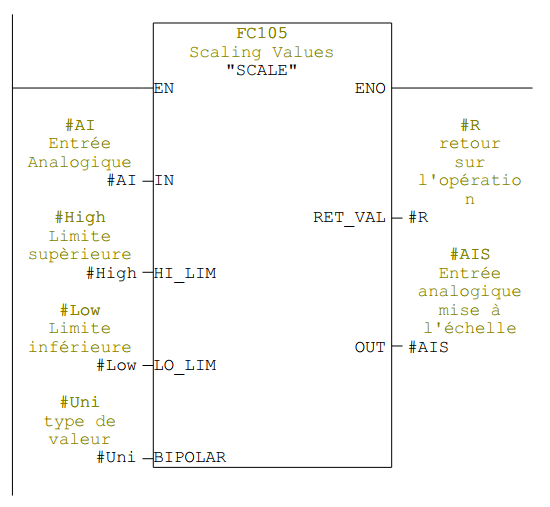 FC105
Scaling Values
"SCALE"
EN
ENO
#AI
Entrée
Analogique
#AI
IN
#R
retour
sur
l'opératio
n
RET_VAL
#R
#High
Limite
supèrieure
#High
HI_LIM
#AIS
Entrée
analogique
mise à
l'échelle
OUT
#AIS
#Low
Limite
inférieure
#Low
LO_LIM
#Uni
type de
valeur
#Uni
BIPOLAR